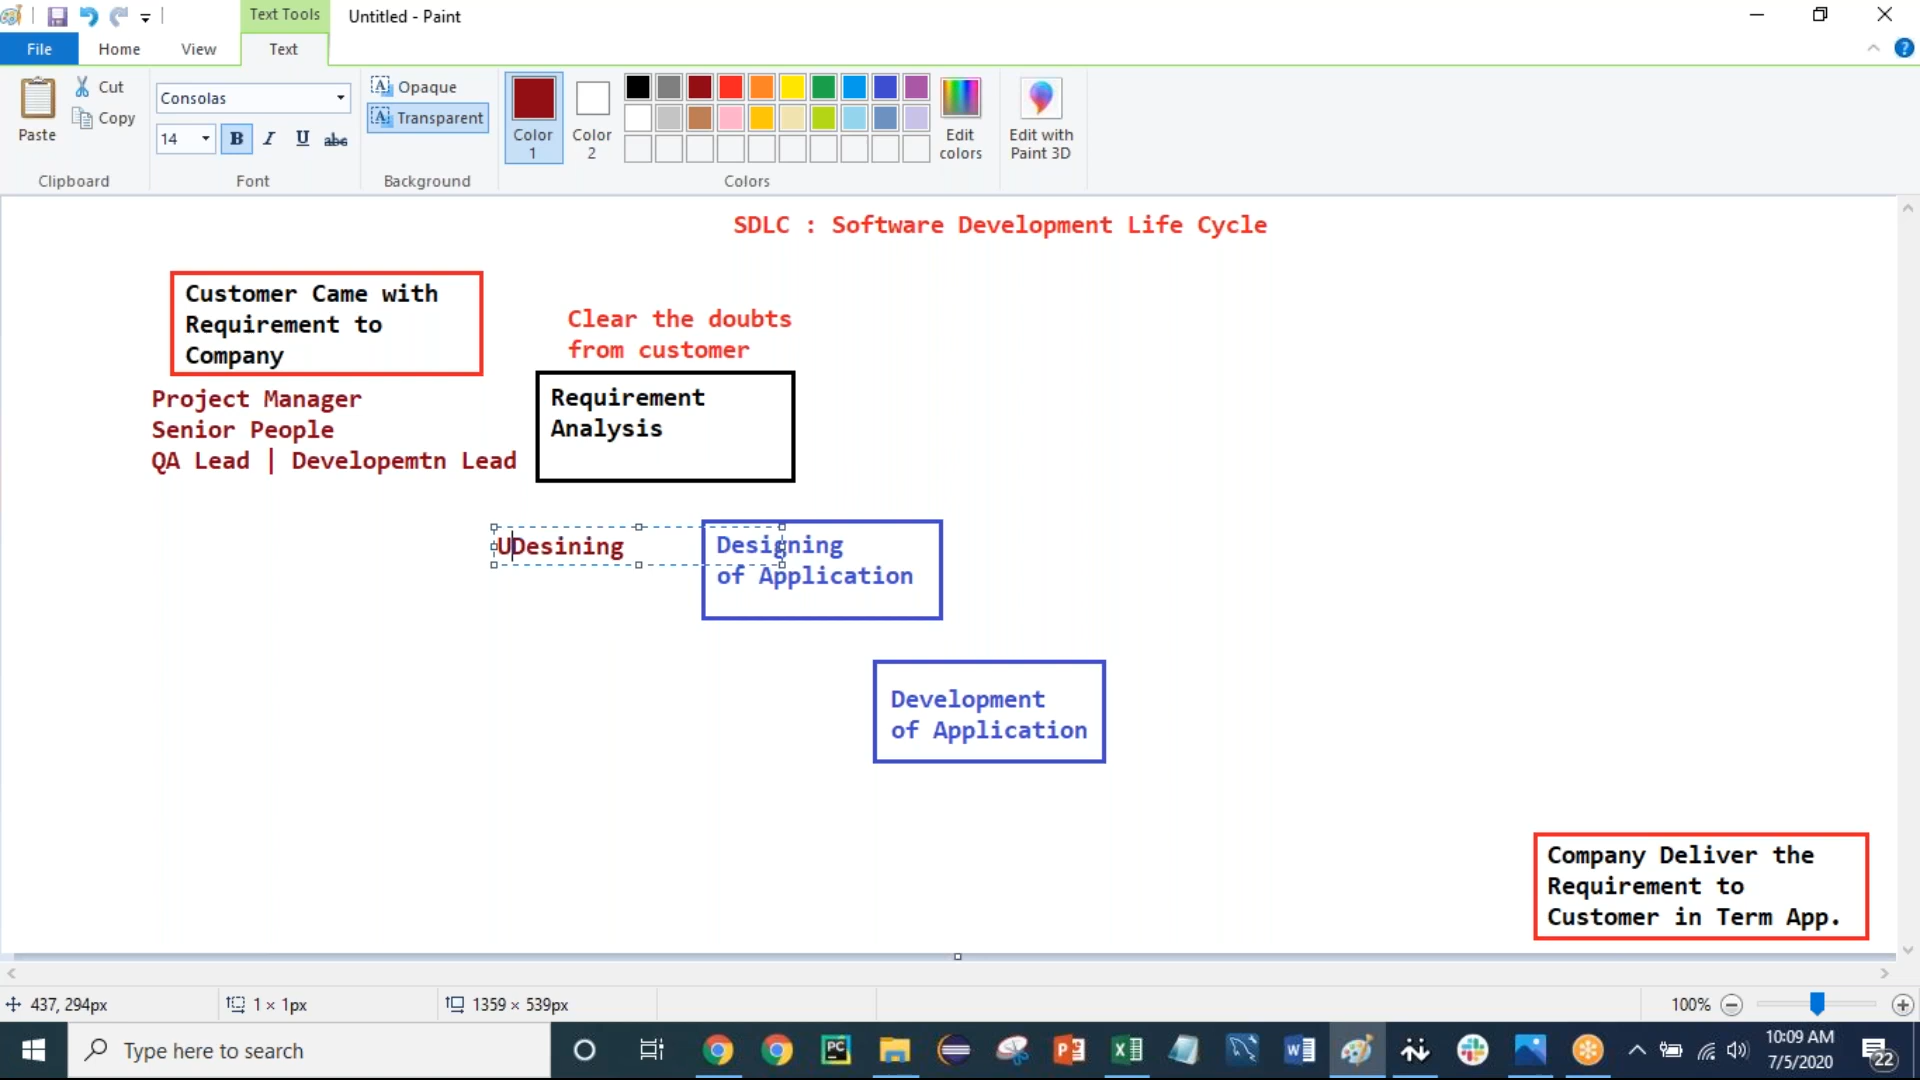 Text Tools
Untitled - Paint
File
Home
View
Text
Paste
Cut
Copy
Clipboard
Consolas
14
B
I
U
abc
Font
Opaque
Transparent
Background
Color
1
Color
2
Colors
Edit
colors
Edit with
Paint 3D
SDLC : Software Development Life Cycle
Customer Came with
Requirement to
Company
Project Manager
Senior People
QA Lead | Developemtn Lead
Clear the doubts
from customer
Requirement
Analysis
UDesining
Designing
of Application
Development
of Application
Company Deliver the
Requirement to
Customer in Term App.
437, 294px
1 × 1px
1359 × 539px
100%
Type here to search
10:09 AM
7/5/2020
22